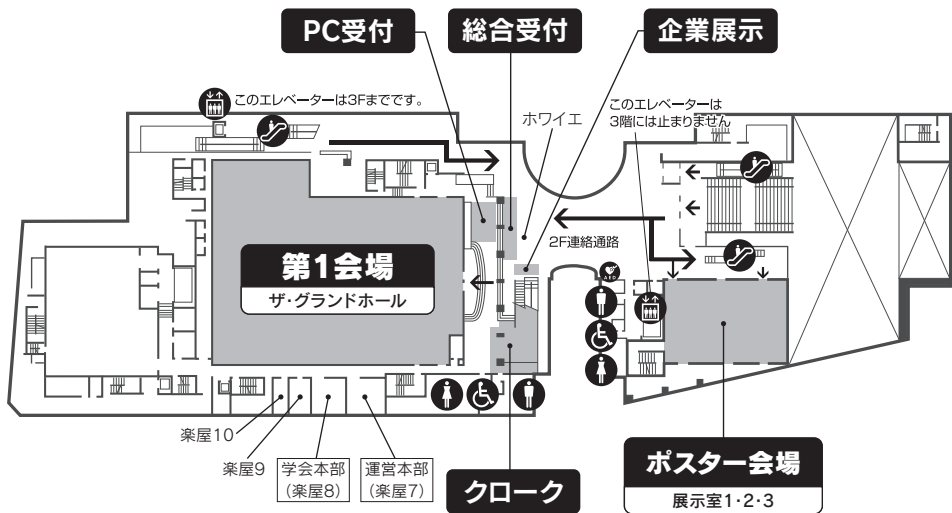 PC受付
総合受付
企業展示
このエレベーターは3Fまでです。
ホワイエ
このエレベーターは
3階には止まりません
第1会場
ザ・グランドホール
2F連絡通路
AED
楽屋10
楽屋9
学会本部
(楽屋8)
運営本部
(楽屋7)
クローク
ポスター会場
展示室1・2・3